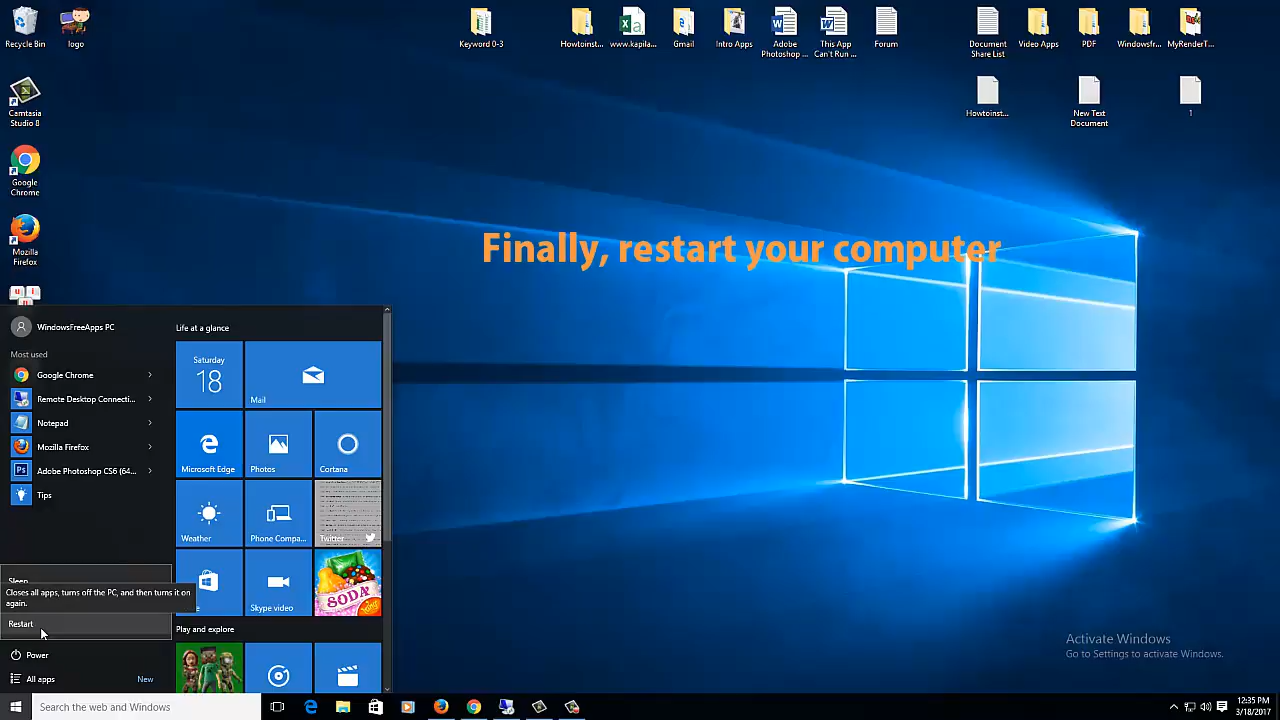 Recycle Bin
logo
Keyword 0-3
Howtoinst...
www.kapila...
Gmail
Intro Apps
Adobe
Photoshop ...
This App
Can't Run ...
Forum
Document
Share List
Video Apps
PDF
Windowsfr...
MyRenderT...
Camtasia
Studio 8
Howtoinst...
New Text
Document
1
Google
Chrome
Mozilla
Firefox
Finally, restart your computer
WindowsFreeApps PC
Most used
Google Chrome
Remote Desktop Connecti...
Notepad
Mozilla Firefox
Adobe Photoshop CS6 (64...
Tips
Life at a glance
Saturday
18
Mail
Microsoft Edge
Photos
Cortana
Weather
Phone Compa...
Twitter
Skype video
SODA
Play and explore
Sleep
Closes all apps, turns off the PC, and then turns it on
again.
Restart
Power
All apps
New
Activate Windows
Go to Settings to activate Windows.
Search the web and Windows
12:35 PM
3/18/2017